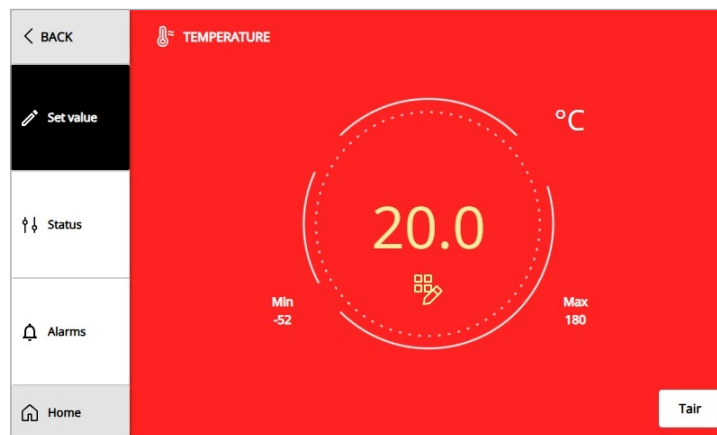 BACK
TEMPERATURE
°C
Set value
20.0
Status
Min
-52
Max
180
Alarms
Home
Tair